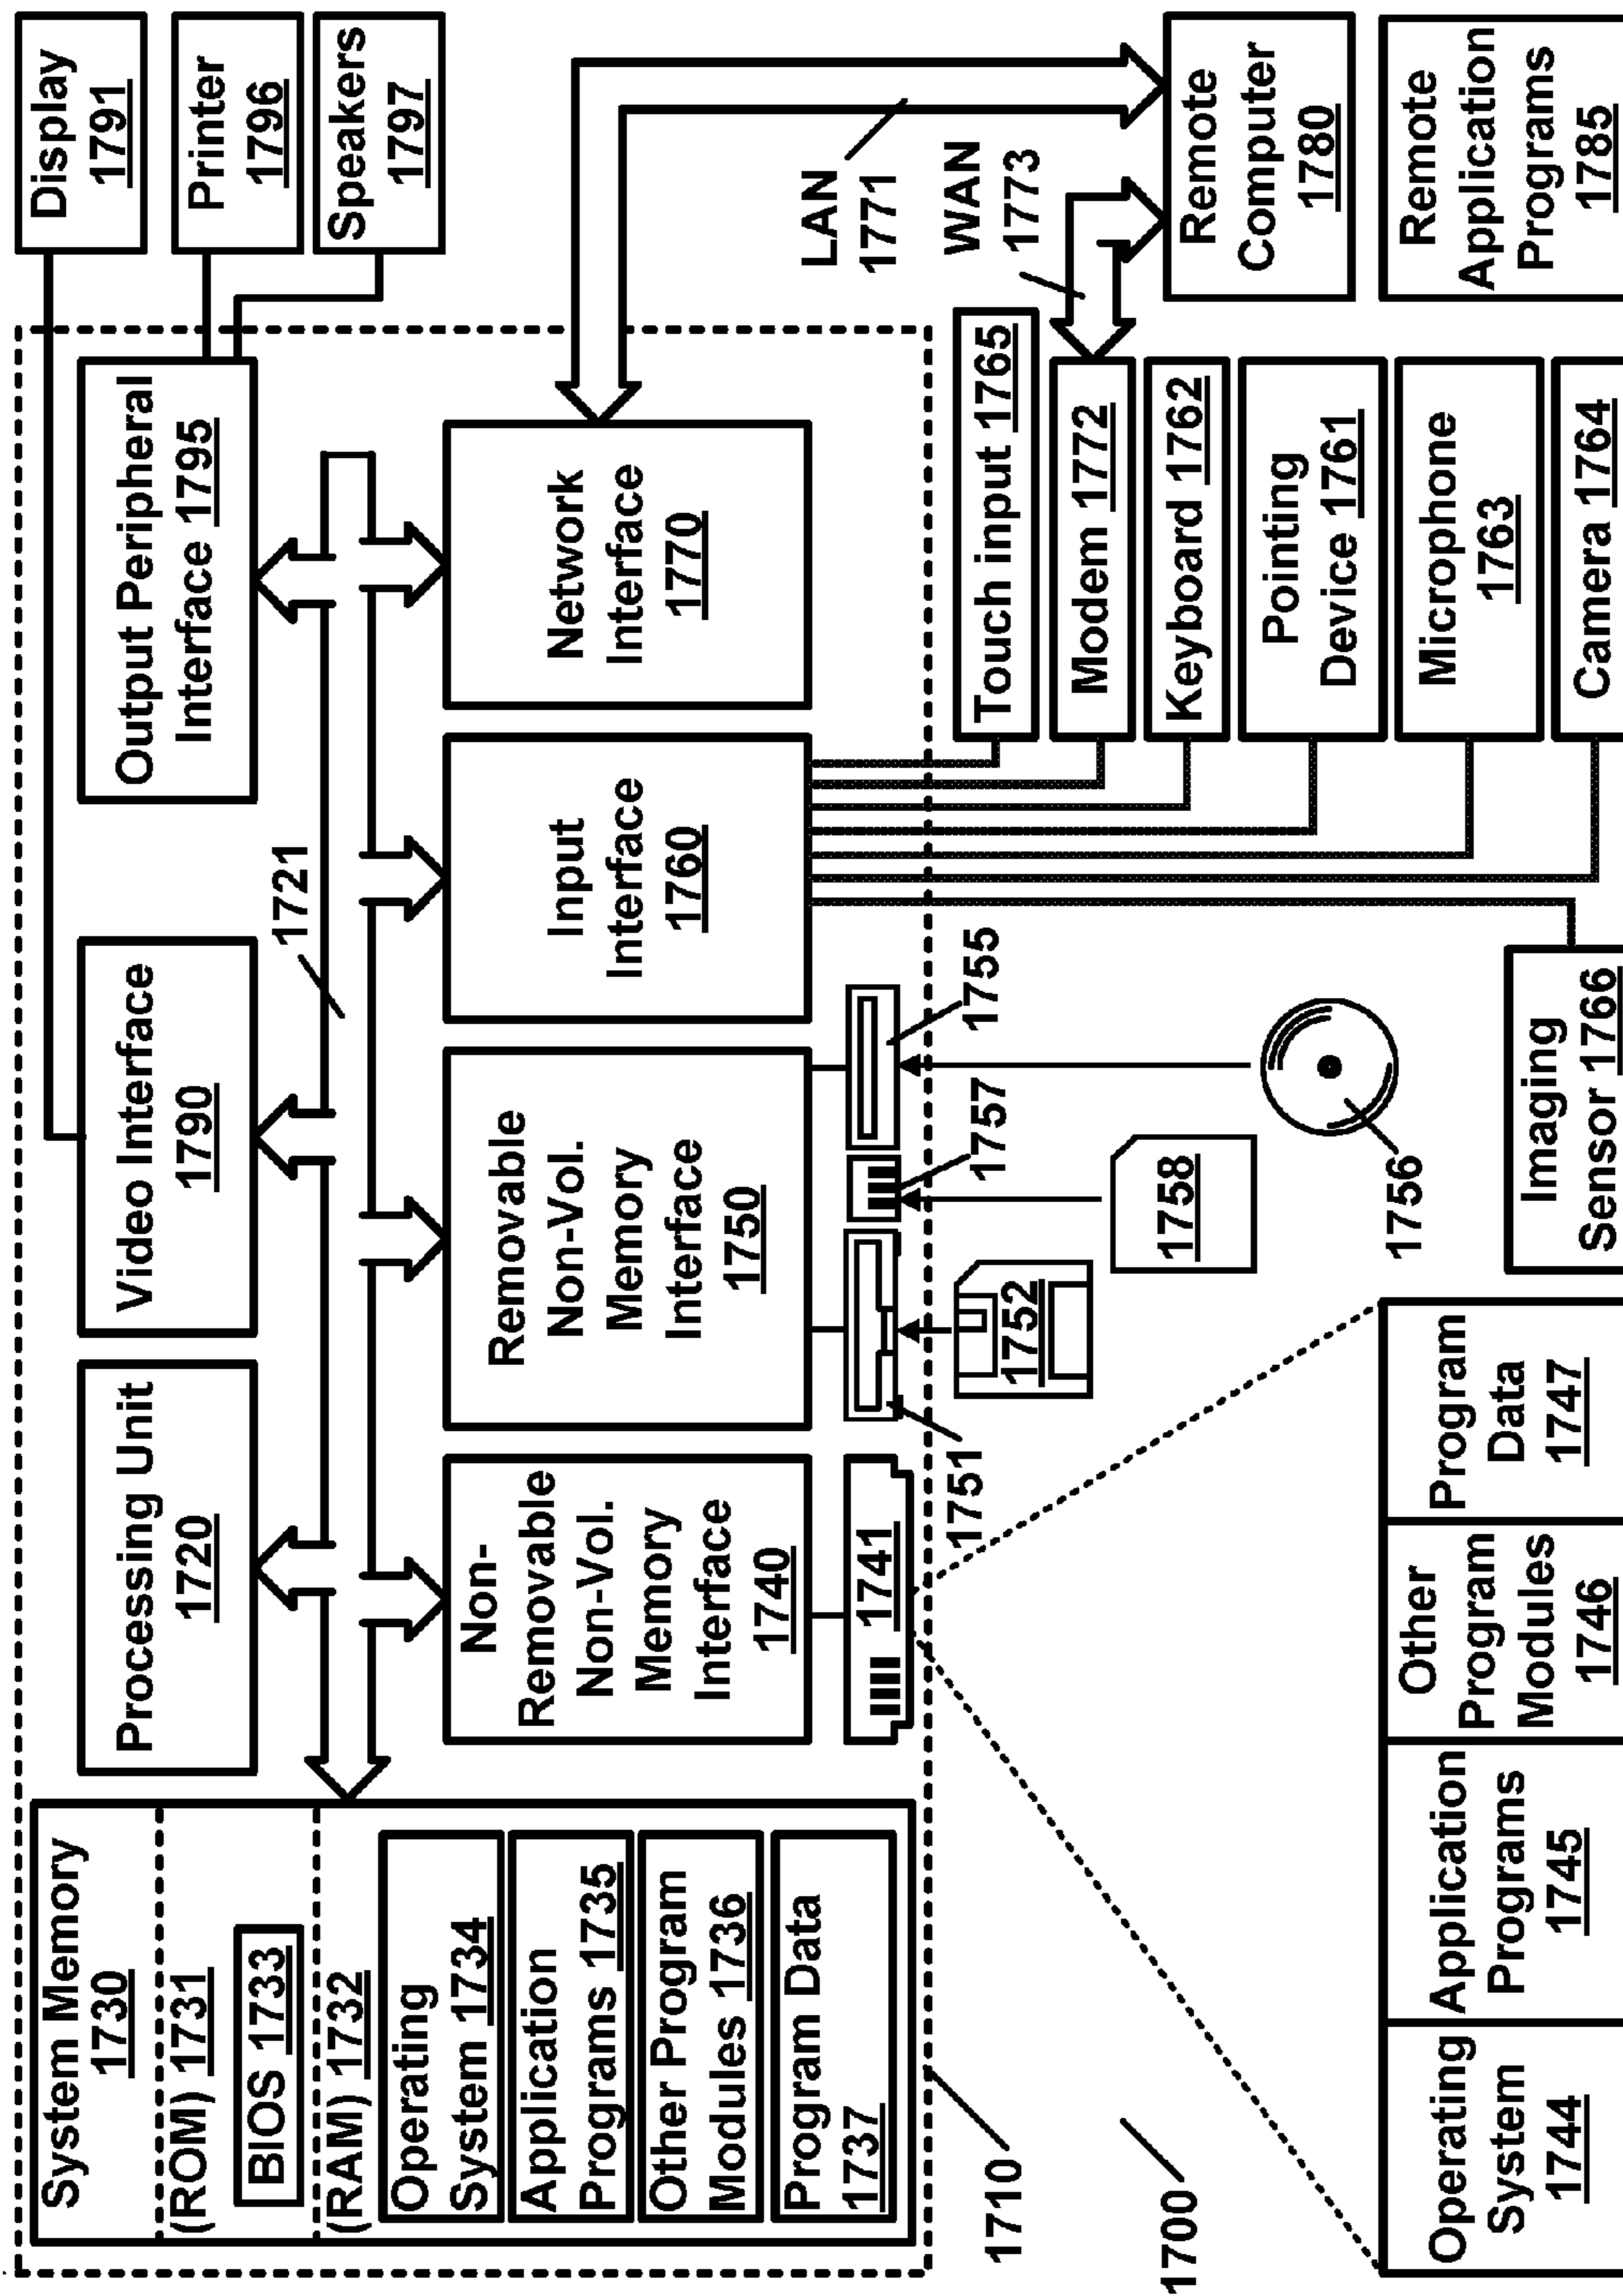 System Memory
1730
(ROM) 1731
BIOS 1733
(RAM) 1732
Operating
System 1734
Application
Programs 1735
Other Program
Modules 1736
Program Data
1737
Processing Unit
1720
Video Interface
1790
Output Peripheral
Interface 1795
Display
1791
Printer
1796
Speakers
1797
1721
Non-
Removable
Non-Vol.
Memory
Interface
1740
Removable
Non-Vol.
Memory
Interface
1750
Input
Interface
1760
Network
Interface
1770
1741
1751
1757
1755
1752
1758
1756
LAN
1771
WAN
1773
Touch input 1765
Modem 1772
Keyboard 1762
Pointing
Device 1761
Microphone
1763
Camera 1764
Imaging
Sensor 1766
Remote
Computer
1780
Remote
Application
Programs
1785
1710
1700
Operating
System
1744
Application
Programs
1745
Other
Program
Modules
1746
Program
Data
1747